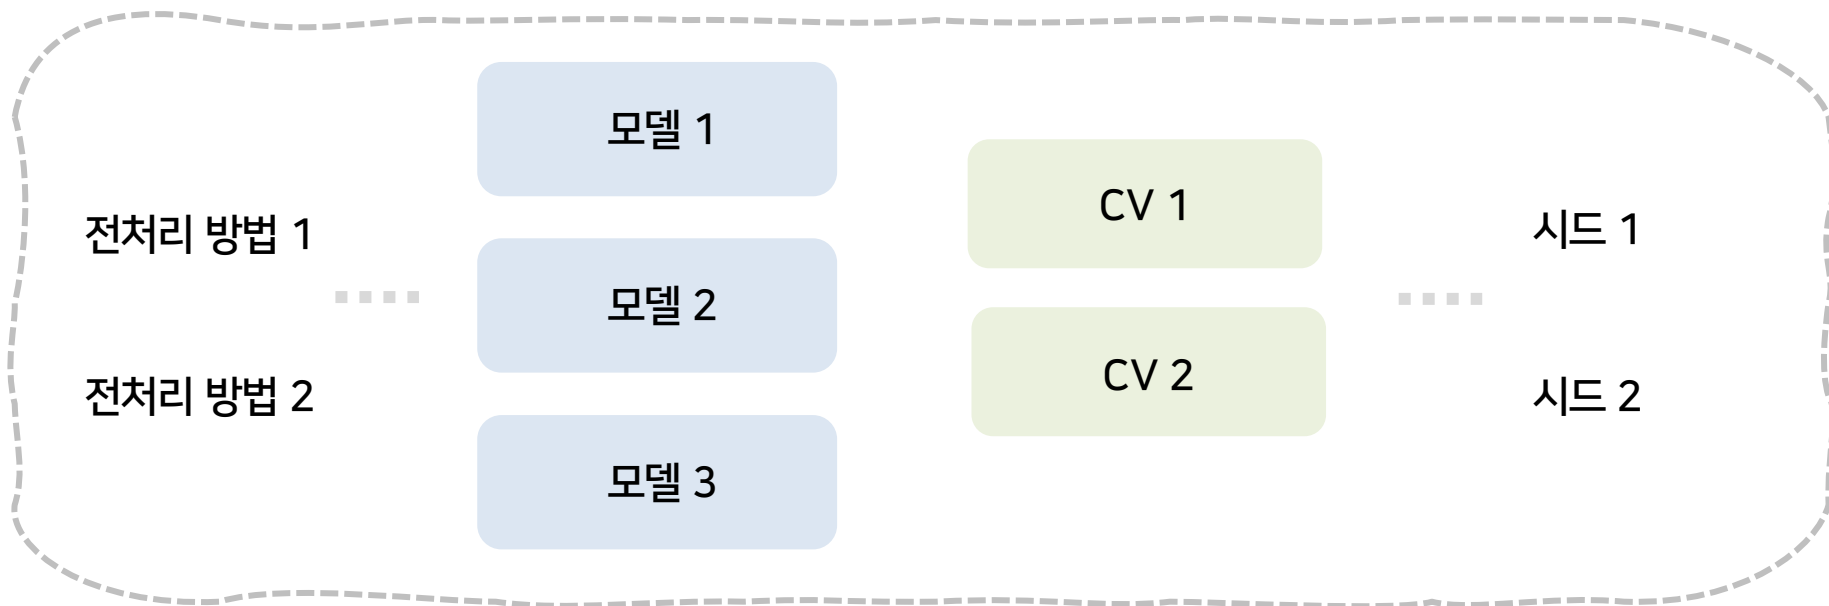 전처리 방법 1
전처리 방법 2
모델 1
모델 2
모델 3
CV 1
CV 2
시드 1
시드 2